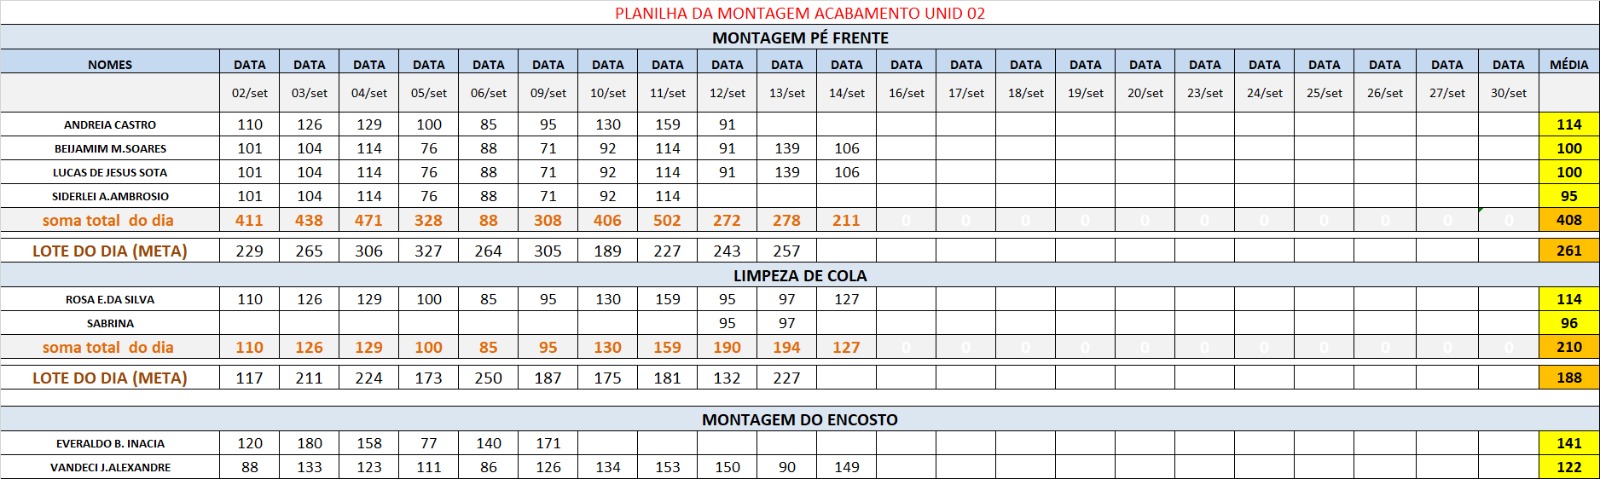 PLANILHA DA MONTAGEM ACABAMENTO UNID 02
MONTAGEM PÉ FRENTE
NOMES DATA DATA DATA DATA DATA DATA DATA DATA DATA DATA DATA DATA DATA DATA DATA DATA DATA DATA DATA DATA DATA DATA MÉDIA
02/set 03/set 04/set 05/set 06/set 09/set 10/set 11/set 12/set 13/set 14/set 16/set 17/set 18/set 19/set 20/set 23/set 24/set 25/set 26/set 27/set 30/set
ANDREIA CASTRO 110 126 129 100 85 95 130 159 91 114
BEIJAMIM M.SOARES 101 104 114 76 88 71 92 114 91 139 106 100
LUCAS DE JESUS SOTA 101 104 114 76 88 71 92 114 91 139 106 100
SIDERLEI A.AMBROSIO 101 104 114 76 88 71 92 114 95
soma total do dia 411 438 471 328 88 308 406 502 272 278 211 0 0 0 0 0 0 0 0 0 0 0 408
LOTE DO DIA (META) 229 265 306 327 264 305 189 227 243 257 261
LIMPEZA DE COLA
ROSA E.DA SILVA 110 126 129 100 85 95 130 159 95 97 127 114
SABRINA 95 97 96
soma total do dia 110 126 129 100 85 95 130 159 190 194 127 0 0 0 0 0 0 0 0 0 0 0 210
LOTE DO DIA (META) 117 211 224 173 250 187 175 181 132 227 188
MONTAGEM DO ENCOSTO
EVERALDO B. INACIA 120 180 158 77 140 171 141
VANDECI J.ALEXANDRE 88 133 123 111 86 126 134 153 150 90 149 122